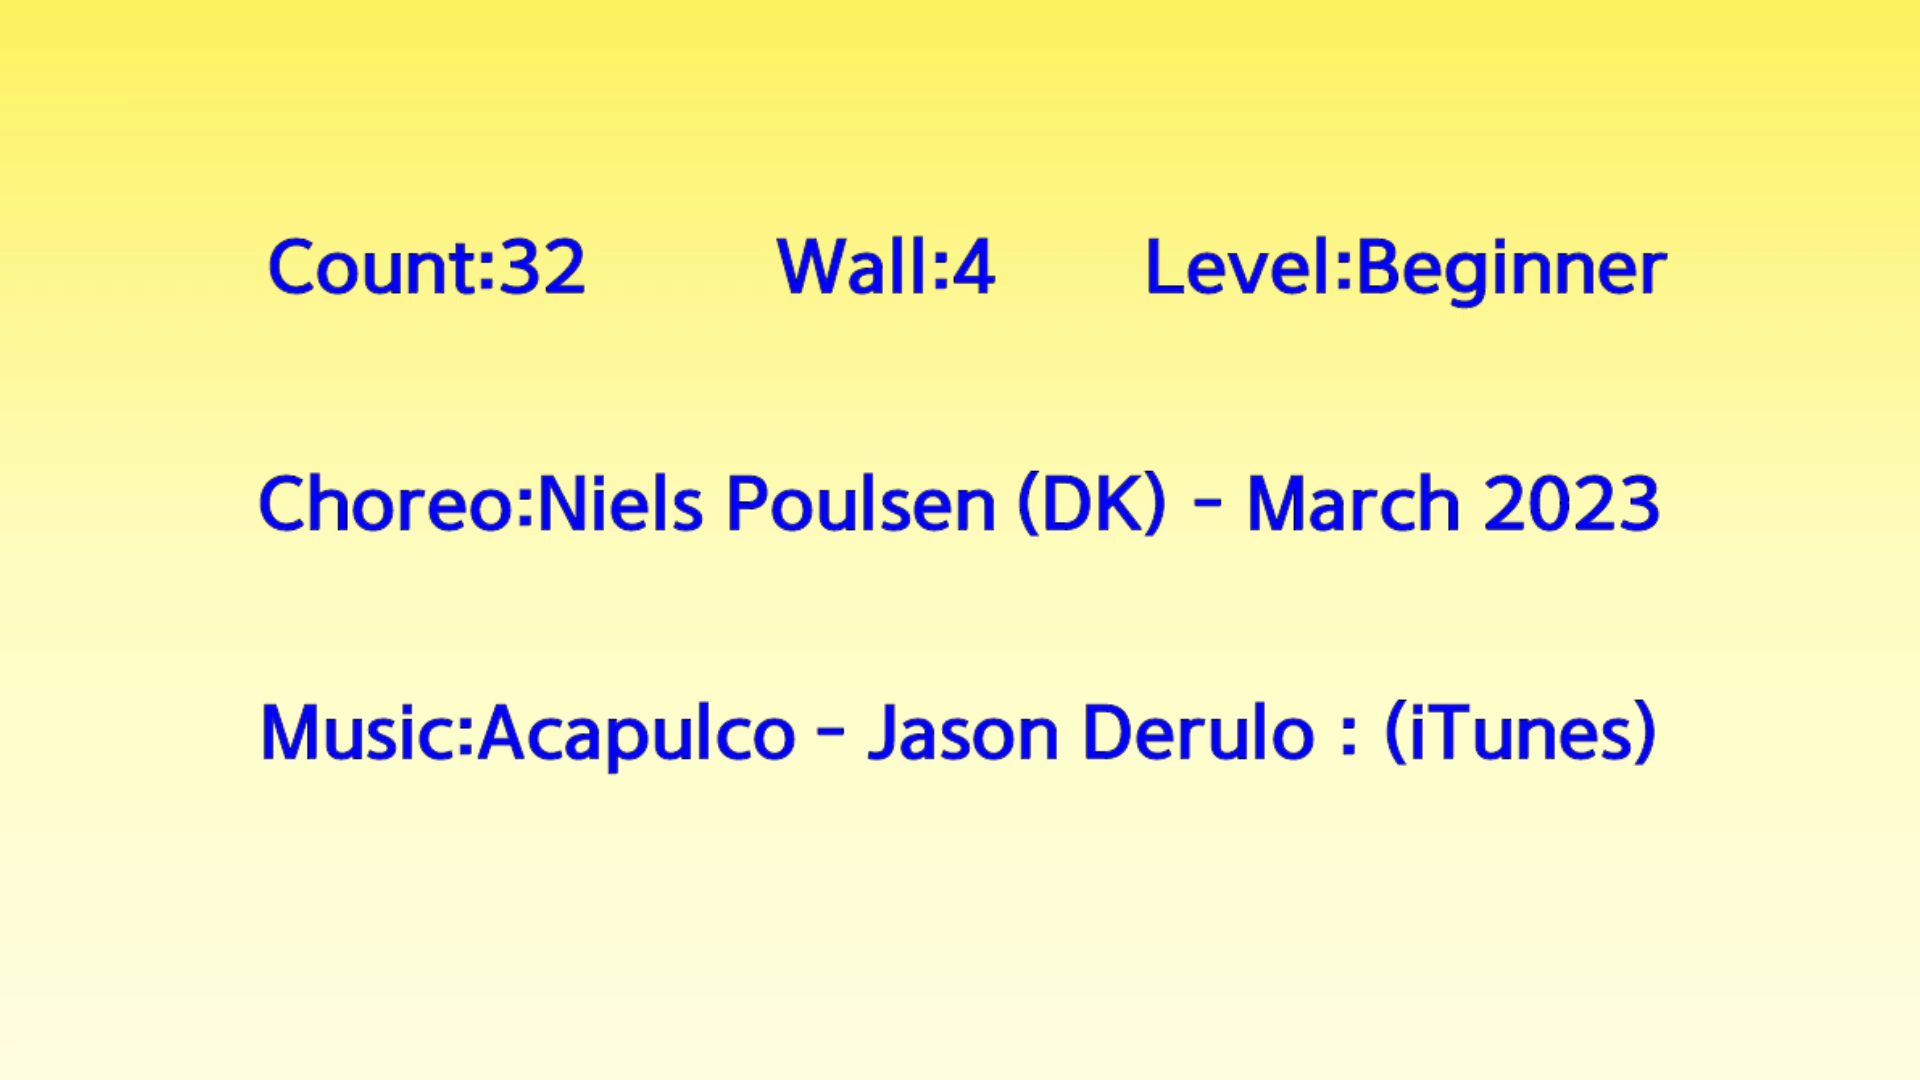 Count:32 Wall:4 Level:Beginner
Choreo:Niels Poulsen (DK) - March 2023
Music:Acapulco - Jason Derulo : (iTunes)